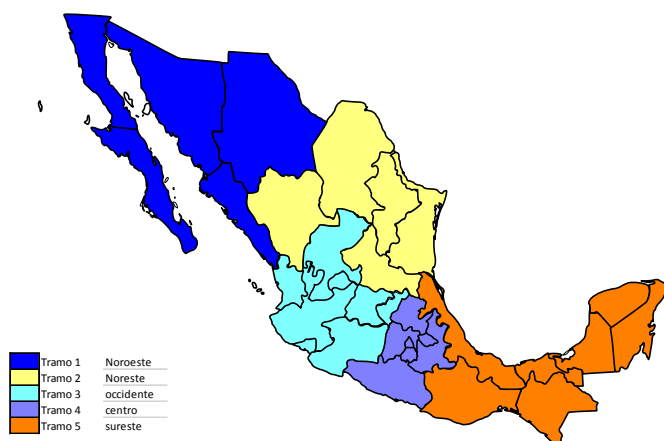 Tramo 1 Noroeste
Tramo 2 Noreste
Tramo 3 occidente
Tramo 4 centro
Tramo 5 sureste